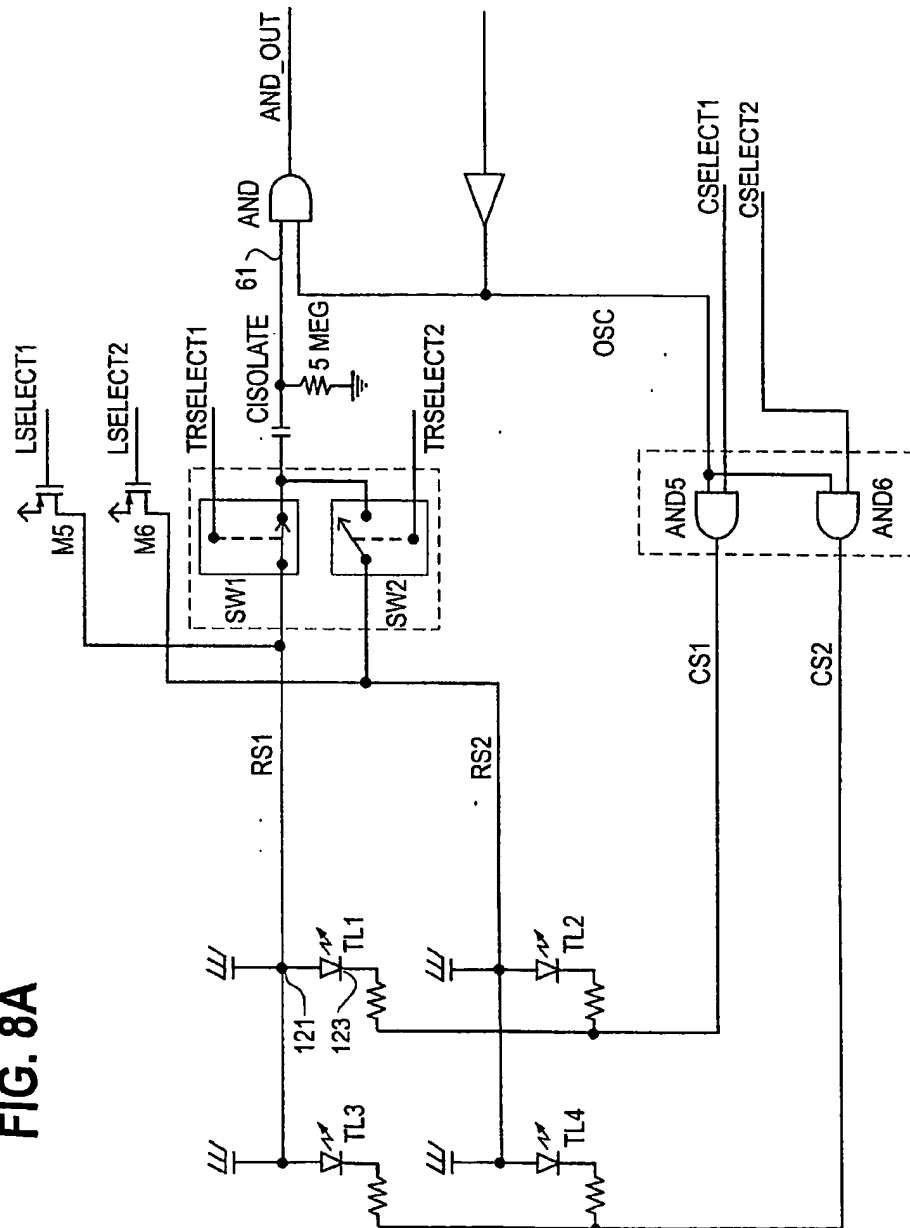 FIG. 8A
LSELECT1
LSELECT2
M5
M6
TRSELECT1
CISOLATE
61
AND
AND_OUT
5 MEG
SW1
SW2
TRSELECT2
OSC
CSELECT1
CSELECT2
AND5
AND6
RS1
RS2
CS1
CS2
121
123
TL1
TL2
TL3
TL4